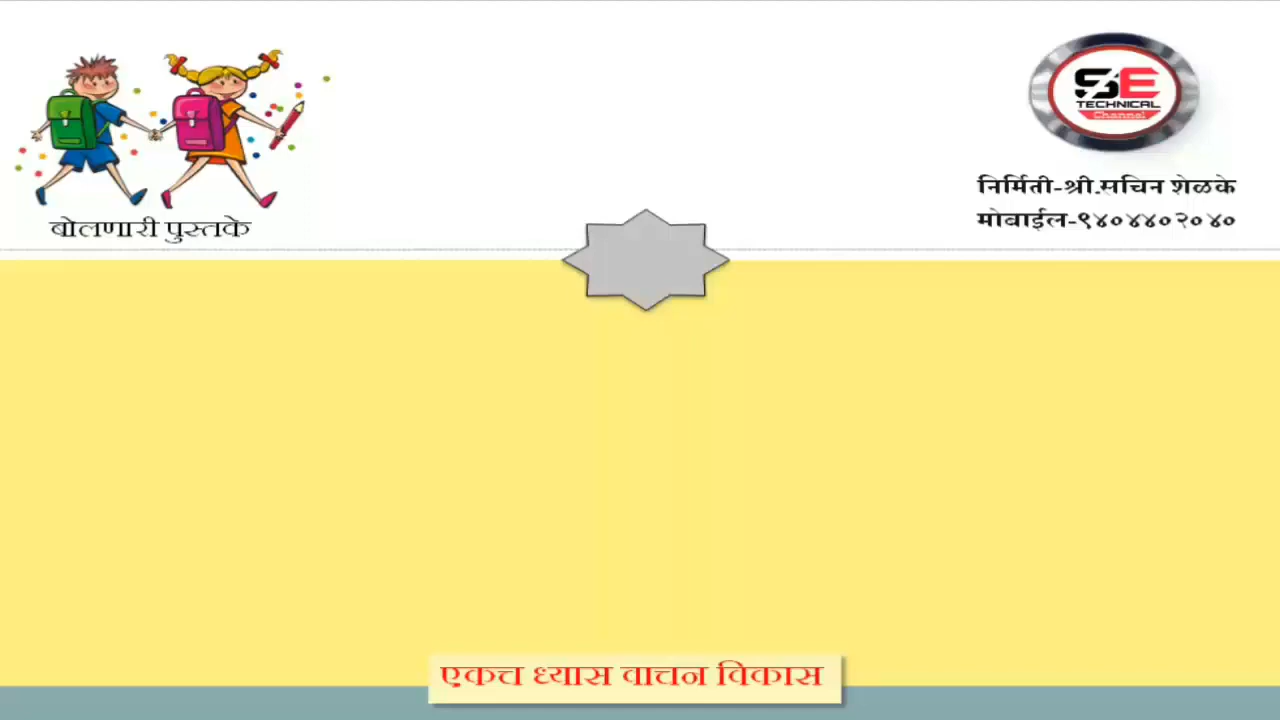 SE
TECHNICAL
Channel
निर्मिती-श्री.सचिन शेळके
मोबाईल-९४०४४०२०४०
बोलणारी पुस्तके
एकच ध्यास वाचन विकास